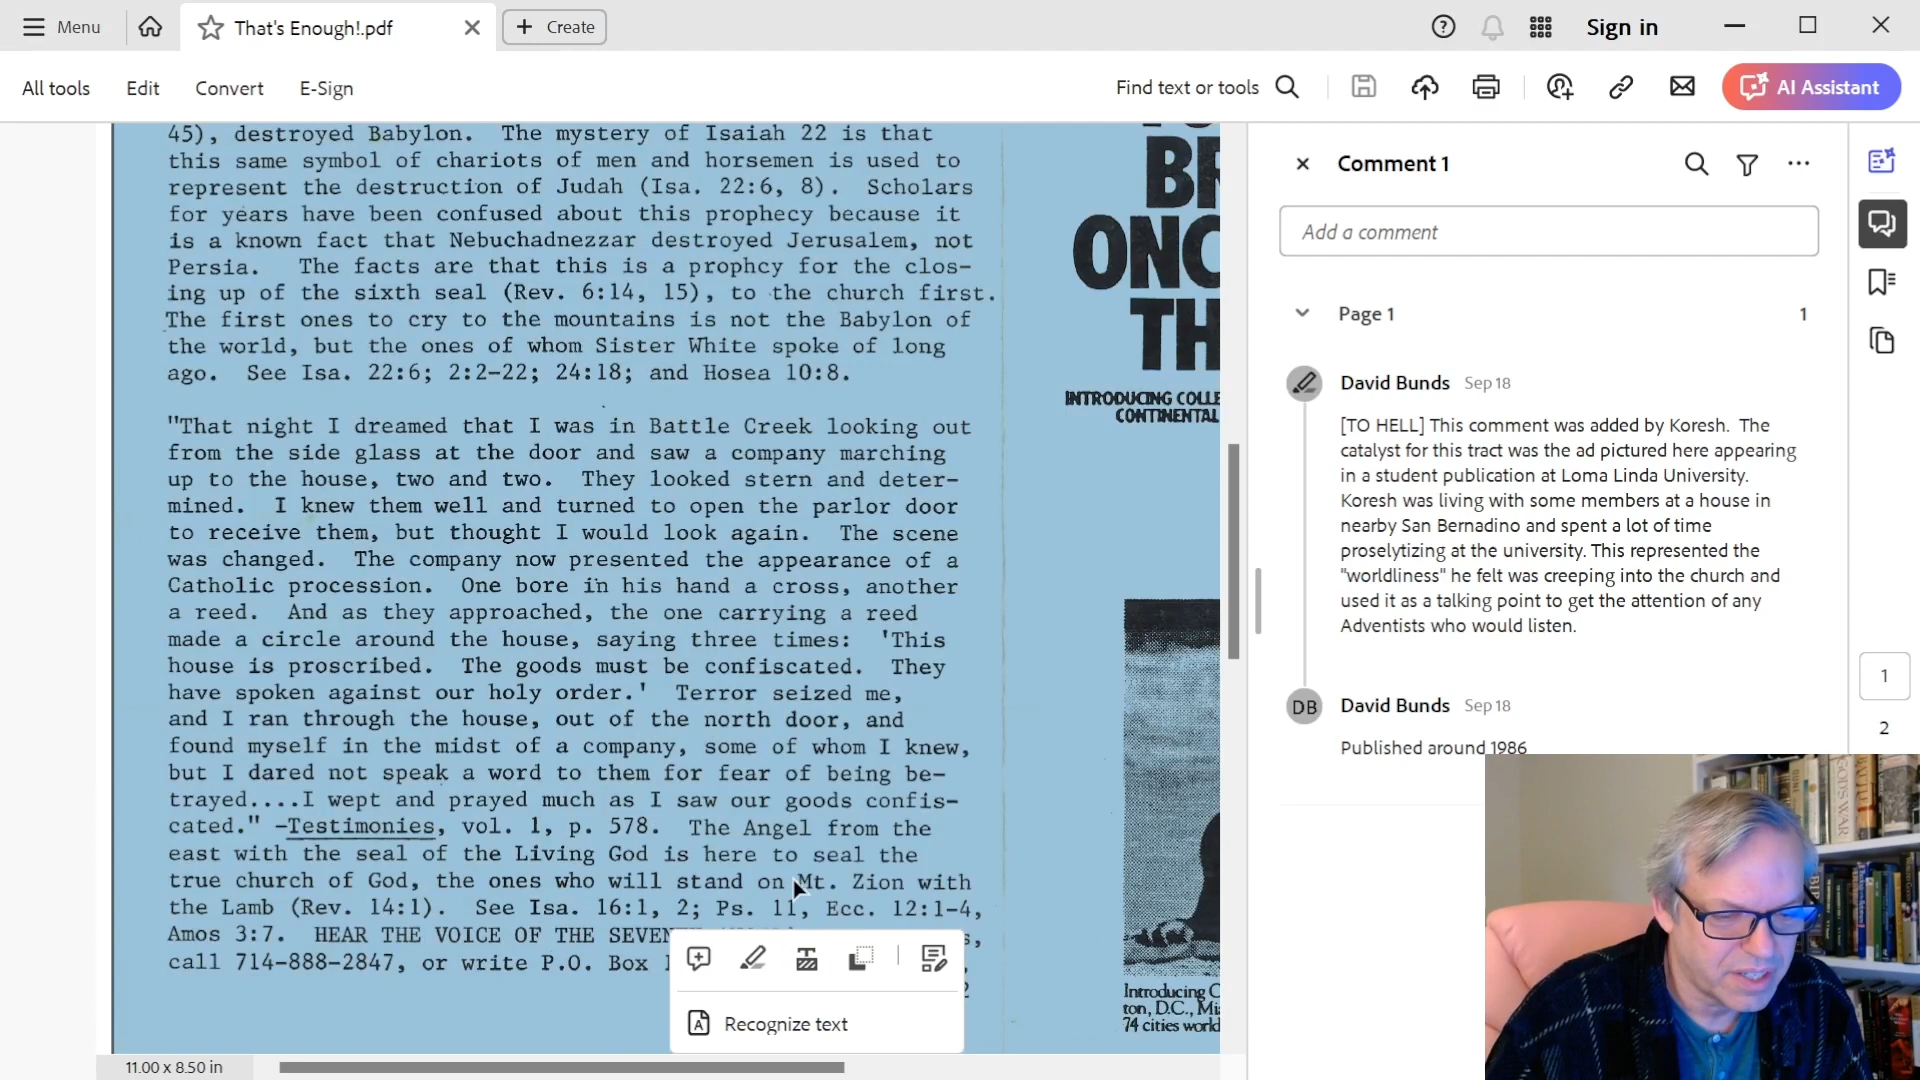 Menu
That's Enough!.pdf
Create
Sign in
All tools
Edit
Convert
E-Sign
Find text or tools
AI Assistant
45), destroyed Babylon. The mystery of Isaiah 22 is that
this same symbol of chariots of men and horsemen is used to
represent the destruction of Judah (Isa. 22:6, 8). Scholars
for years have been confused about this prophecy because it
is a known fact that Nebuchadnezzar destroyed Jerusalem, not
Persia. The facts are that this is a prophcy for the clos-
ing up of the sixth seal (Rev. 6:14, 15), to the church first.
The first ones to cry to the mountains is not the Babylon of
the world, but the ones of whom Sister White spoke of long
ago. See Isa. 22:6; 2:2-22; 24:18; and Hosea 10:8.
"That night I dreamed that I was in Battle Creek looking out
from the side glass at the door and saw a company marching
up to the house, two and two. They looked stern and deter-
mined. I knew them well and turned to open the parlor door
to receive them, but thought I would look again. The scene
was changed. The company now presented the appearance of a
Catholic procession. One bore in his hand a cross, another
a reed. And as they approached, the one carrying a reed
made a circle around the house, saying three times: 'This
house is proscribed. The goods must be confiscated. They
have spoken against our holy order.' Terror seized me,
and I ran through the house, out of the north door, and
found myself in the midst of a company, some of whom I knew,
but I dared not speak a word to them for fear of being be-
trayed....I wept and prayed much as I saw our goods confis-
cated." -Testimonies, vol. 1, p. 578. The Angel from the
east with the seal of the Living God is here to seal the
true church of God, the ones who will stand on Mt. Zion with
the Lamb (Rev. 14:1). See Isa. 16:1, 2; Ps. 11, Ecc. 12:1-4,
Amos 3:7. HEAR THE VOICE OF THE SEVEN
call 714-888-2847, or write P.O. Box
2
BR
ONC
TH
INTRODUCING COLLE
CONTINENTAL
Introducing C
ton, D.C., Mi
74 cities world
Recognize text
11.00 x 8.50 in
Comment 1
Add a comment
Page 1
1
David Bunds Sep 18
[TO HELL] This comment was added by Koresh. The
catalyst for this tract was the ad pictured here appearing
in a student publication at Loma Linda University.
Koresh was living with some members at a house in
nearby San Bernadino and spent a lot of time
proselytizing at the university. This represented the
"worldliness" he felt was creeping into the church and
used it as a talking point to get the attention of any
Adventists who would listen.
DB
David Bunds Sep 18
Published around 1986
1
2
GOD'S WAR